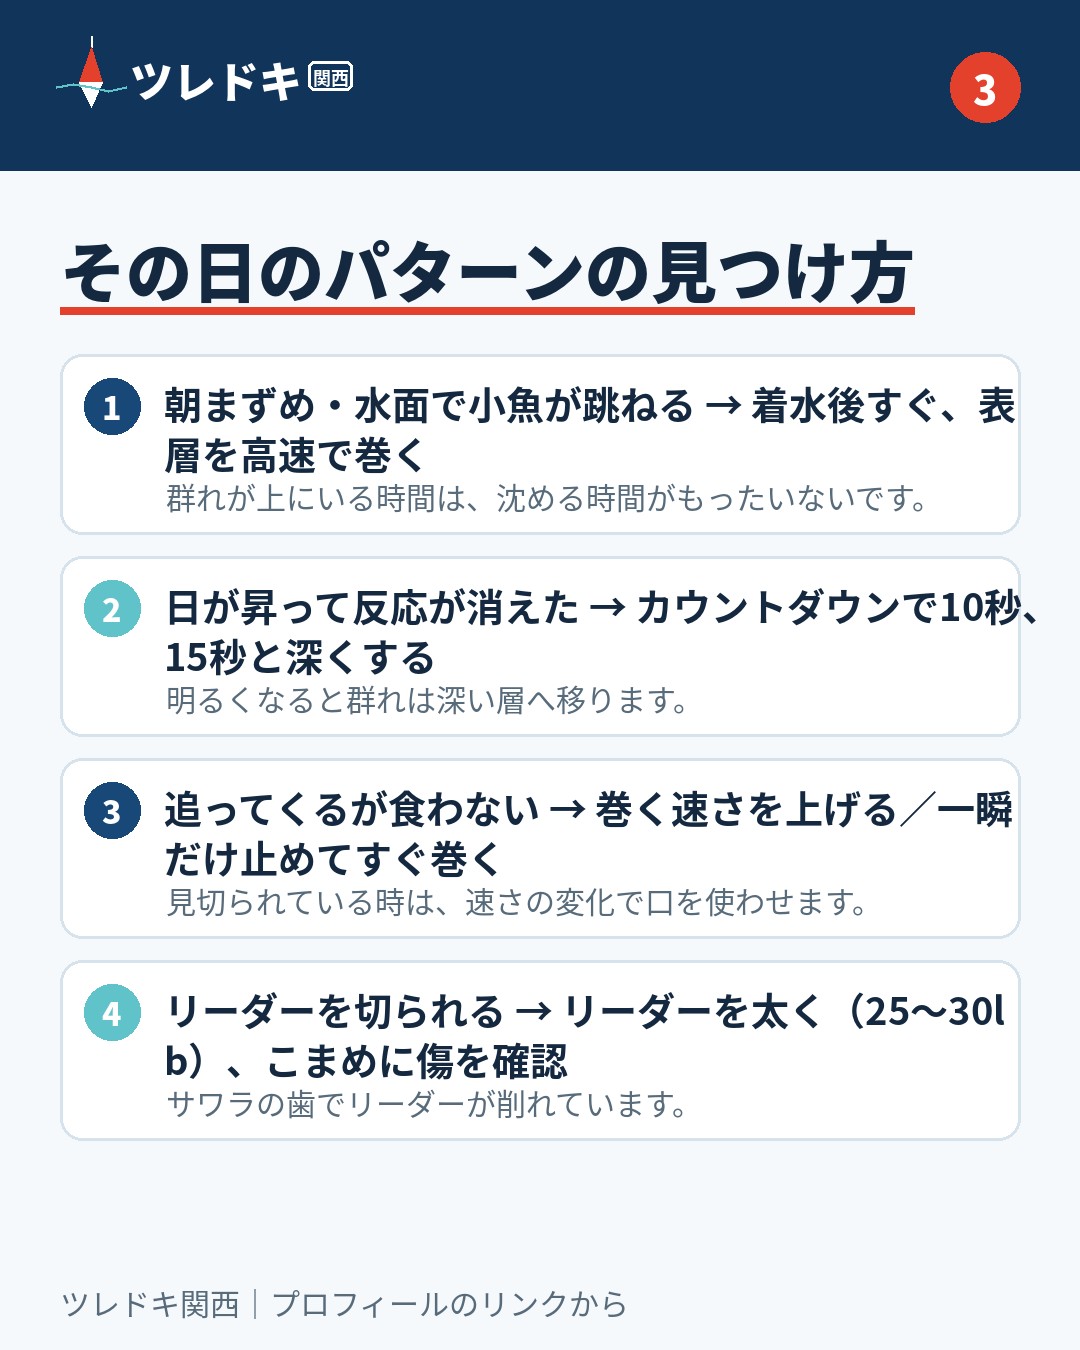 ツレドキ 関西
3
その日のパターンの見つけ方
1 朝まずめ・水面で小魚が跳ねる → 着水後すぐ、表
層を高速で巻く
群れが上にいる時間は、沈める時間がもったいないです。
2 日が昇って反応が消えた → カウントダウンで10秒、
15秒と深くする
明るくなると群れは深い層へ移ります。
3 追ってくるが食わない → 巻く速さを上げる／一瞬
だけ止めてすぐ巻く
見切られている時は、速さの変化で口を使わせます。
4 リーダーを切られる → リーダーを太く（25〜30l
b）、こまめに傷を確認
サワラの歯でリーダーが削れています。
ツレドキ関西｜プロフィールのリンクから